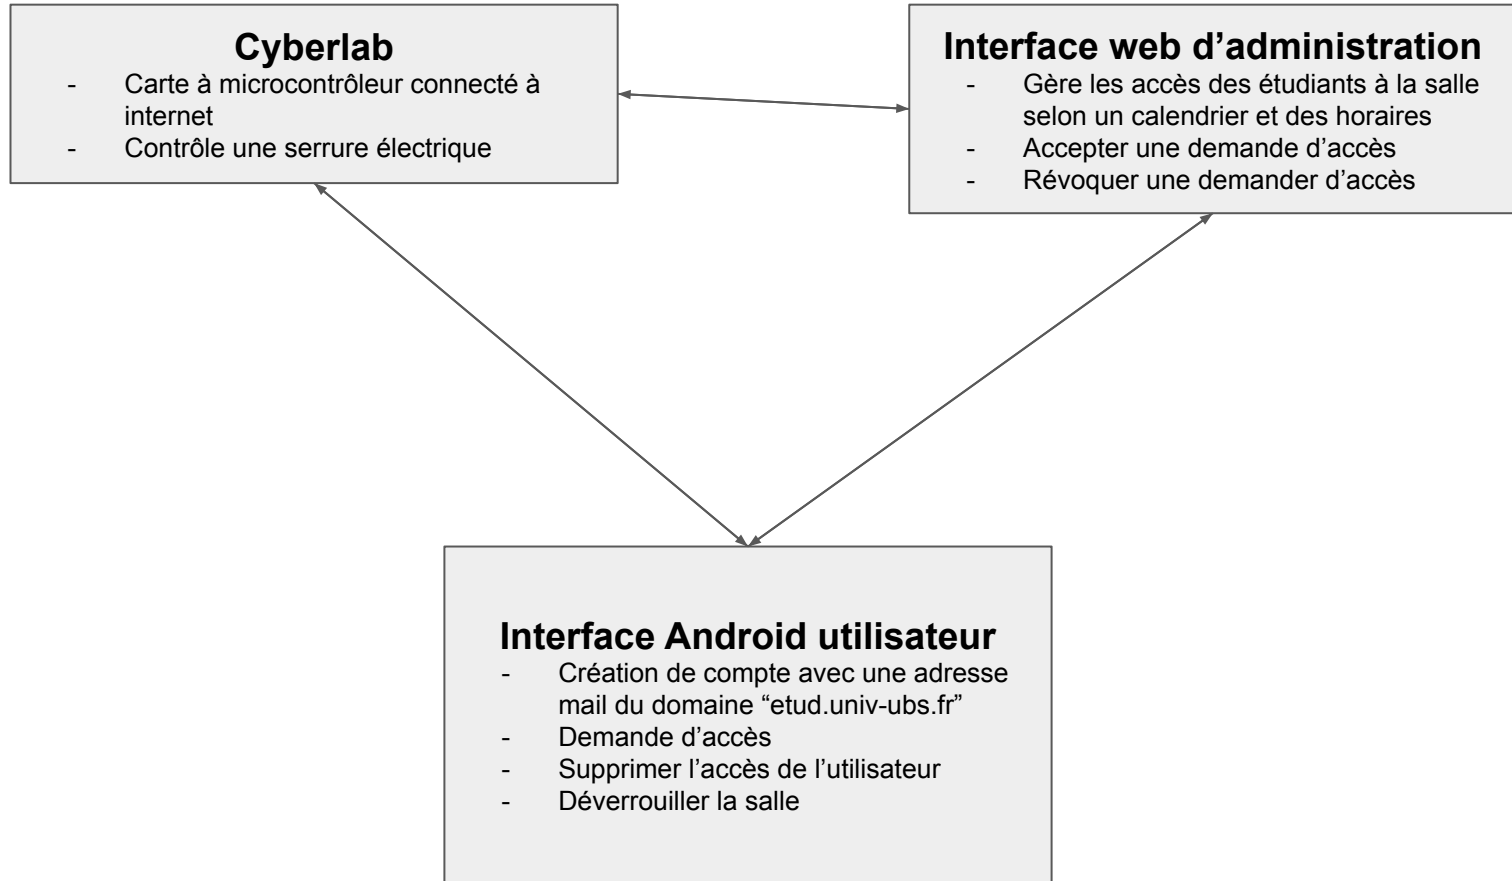 Cyberlab
- Carte à microcontrôleur connecté à
internet
- Contrôle une serrure électrique
Interface web d’administration
- Gère les accès des étudiants à la salle
selon un calendrier et des horaires
- Accepter une demande d’accès
- Révoquer une demander d’accès
Interface Android utilisateur
- Création de compte avec une adresse
mail du domaine “etud.univ-ubs.fr”
- Demande d’accès
- Supprimer l’accès de l’utilisateur
- Déverrouiller la salle